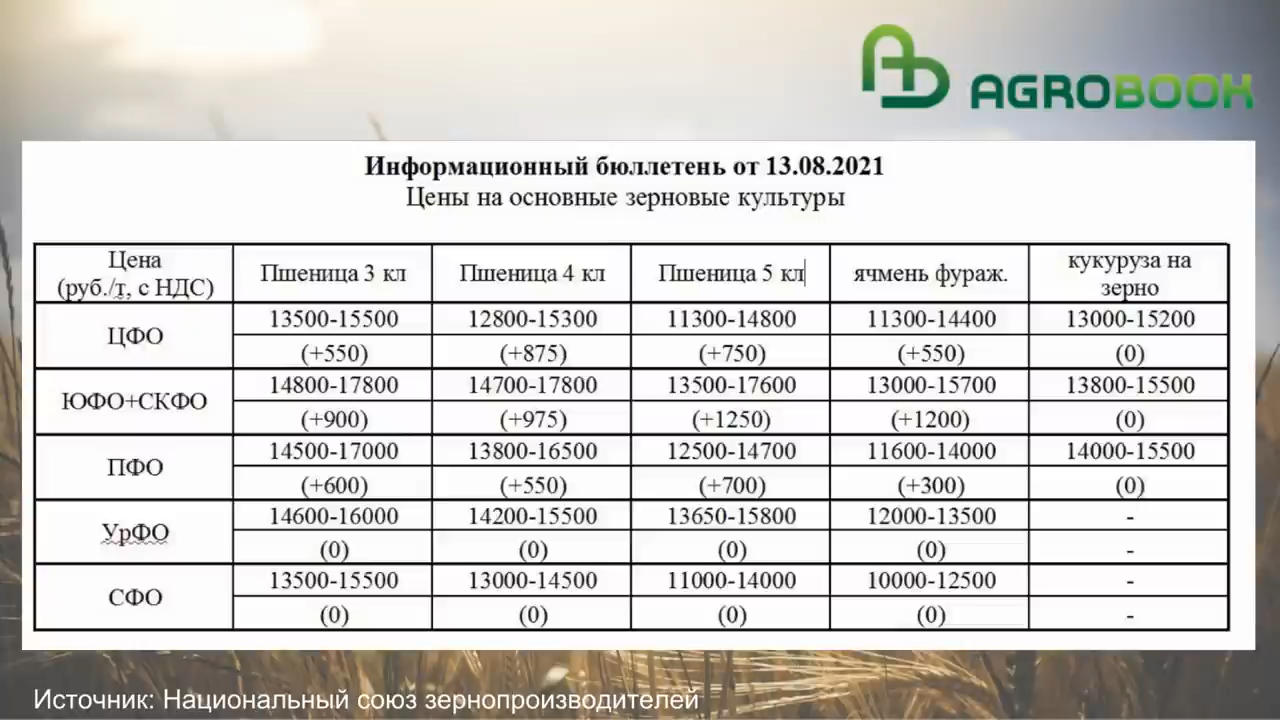 AGROBOOK
Информационный бюллетень от 13.08.2021
Цены на основные зерновые культуры
Цена (руб./т, с НДС) Пшеница 3 кл Пшеница 4 кл Пшеница 5 кл ячмень фураж. кукуруза на зерно
ЦФО 13500-15500 12800-15300 11300-14800 11300-14400 13000-15200
(+550) (+875) (+750) (+550) (0)
ЮФО+СКФО 14800-17800 14700-17800 13500-17600 13000-15700 13800-15500
(+900) (+975) (+1250) (+1200) (0)
ПФО 14500-17000 13800-16500 12500-14700 11600-14000 14000-15500
(+600) (+550) (+700) (+300) (0)
УрФО 14600-16000 14200-15500 13650-15800 12000-13500 -
(0) (0) (0) (0) -
СФО 13500-15500 13000-14500 11000-14000 10000-12500 -
(0) (0) (0) (0) -
Источник: Национальный союз зернопроизводителей